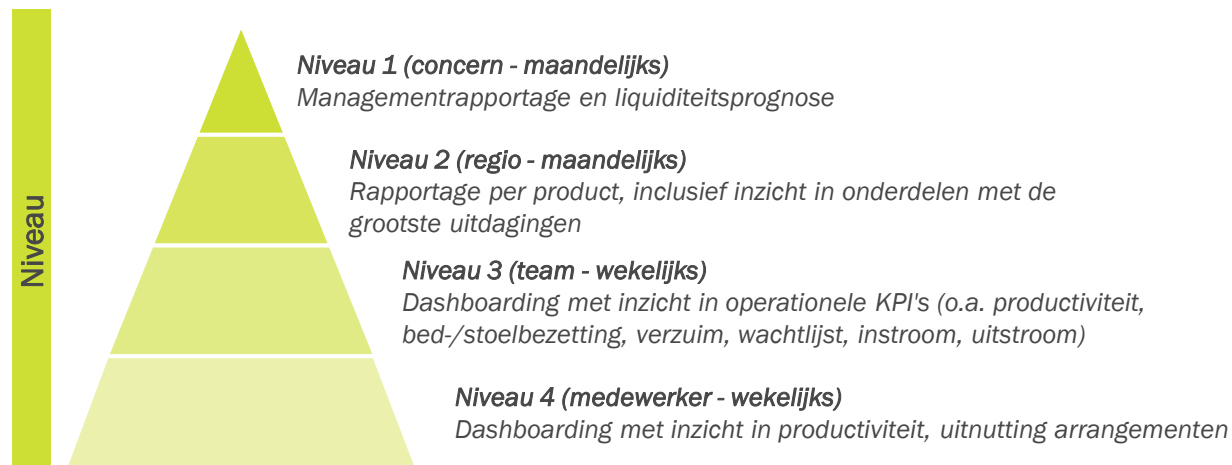 Niveau
Niveau 1 (concern - maandelijks)
Managementrapportage en liquiditeitsprognose
Niveau 2 (regio - maandelijks)
Rapportage per product, inclusief inzicht in onderdelen met de
grootste uitdagingen
Niveau 3 (team - wekelijks)
Dashboarding met inzicht in operationele KPI's (o.a. productiviteit,
bed-/stoelbezetting, verzuim, wachtlijst, instroom, uitstroom)
Niveau 4 (medewerker - wekelijks)
Dashboarding met inzicht in productiviteit, uitnutting arrangementen